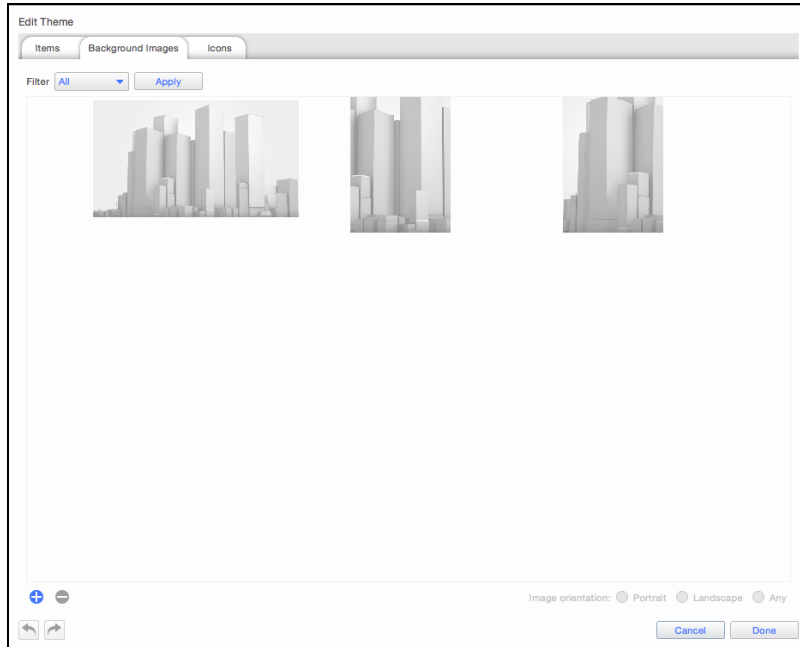 Edit Theme
Items Background Images Icons
Filter All Apply
Image orientation: Portrait Landscape Any
Cancel Done